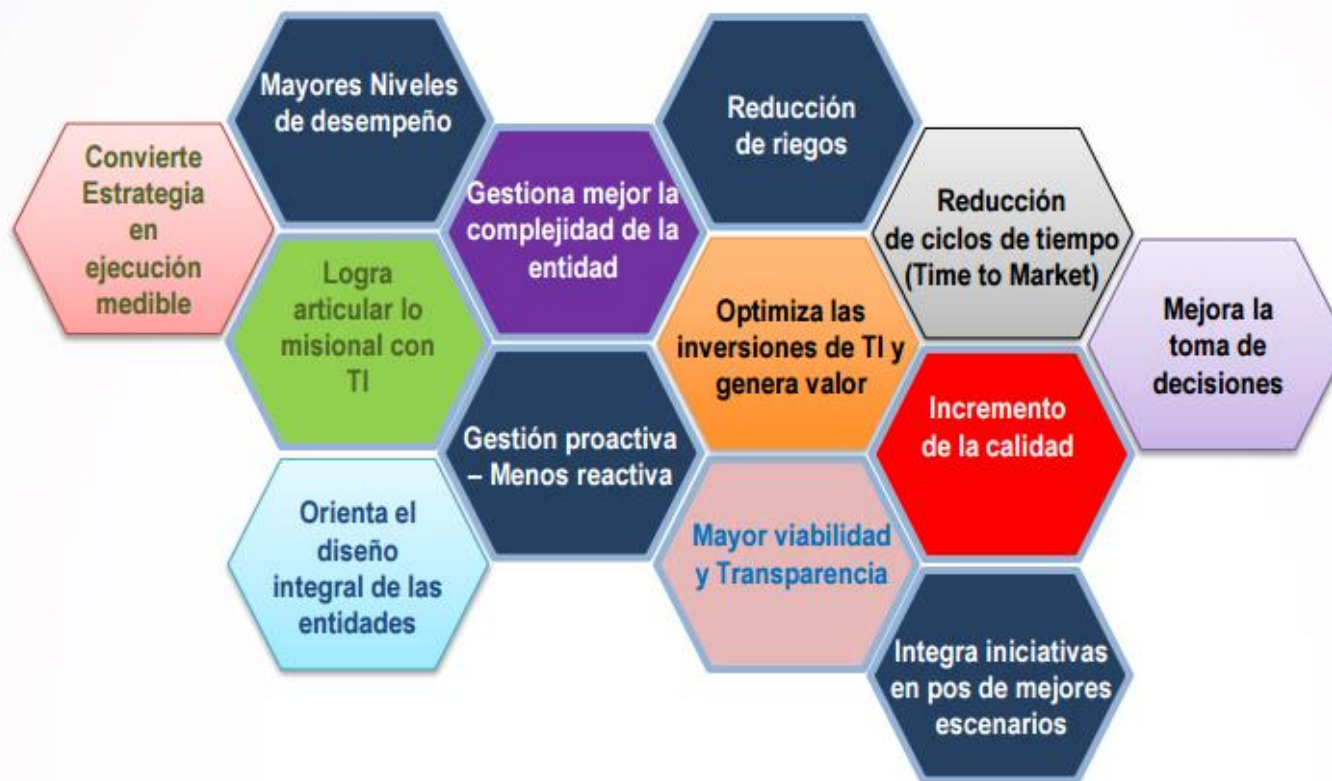 Convierte
Estrategia
en
ejecución
medible
Mayores Niveles
de desempeño
Logra
articular lo
misional con
TI
Orienta el
diseño
integral de las
entidades
Gestiona mejor la
complejidad de la
entidad
Gestión proactiva
– Menos reactiva
Reducción
de riegos
Optimiza las
inversiones de TI y
genera valor
Mayor viabilidad
y Transparencia
Reducción
de ciclos de tiempo
(Time to Market)
Incremento
de la calidad
Integra iniciativas
en pos de mejores
escenarios
Mejora la
toma de
decisiones